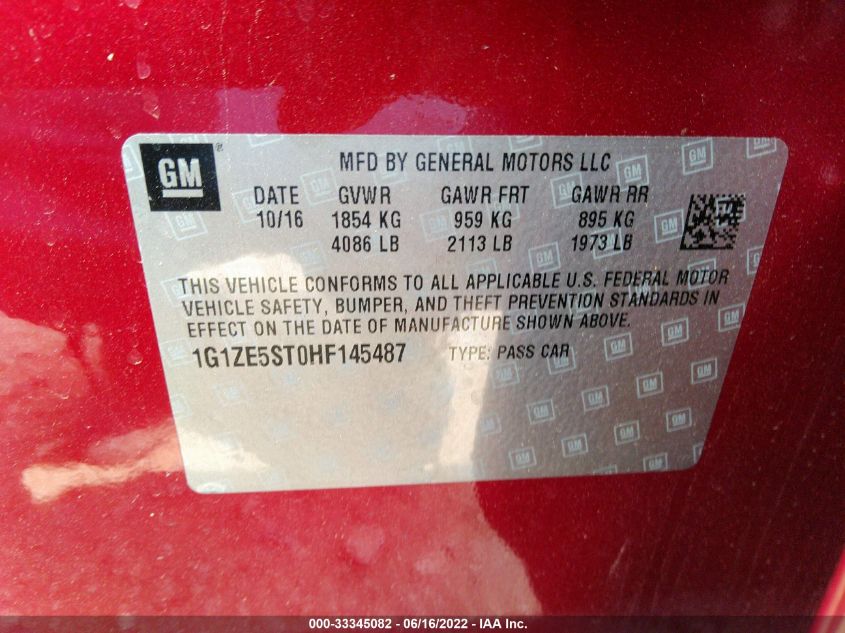 GM ®
MFD BY GENERAL MOTORS LLC
DATE GVWR GAWR FRT GAWR RR
10/16 1854 KG 959 KG 895 KG
4086 LB 2113 LB 1973 LB
THIS VEHICLE CONFORMS TO ALL APPLICABLE U.S. FEDERAL MOTOR
VEHICLE SAFETY, BUMPER, AND THEFT PREVENTION STANDARDS IN
EFFECT ON THE DATE OF MANUFACTURE SHOWN ABOVE.
1G1ZE5ST0HF145487 TYPE: PASS CAR
000-33345082 - 06/16/2022 - IAA Inc.